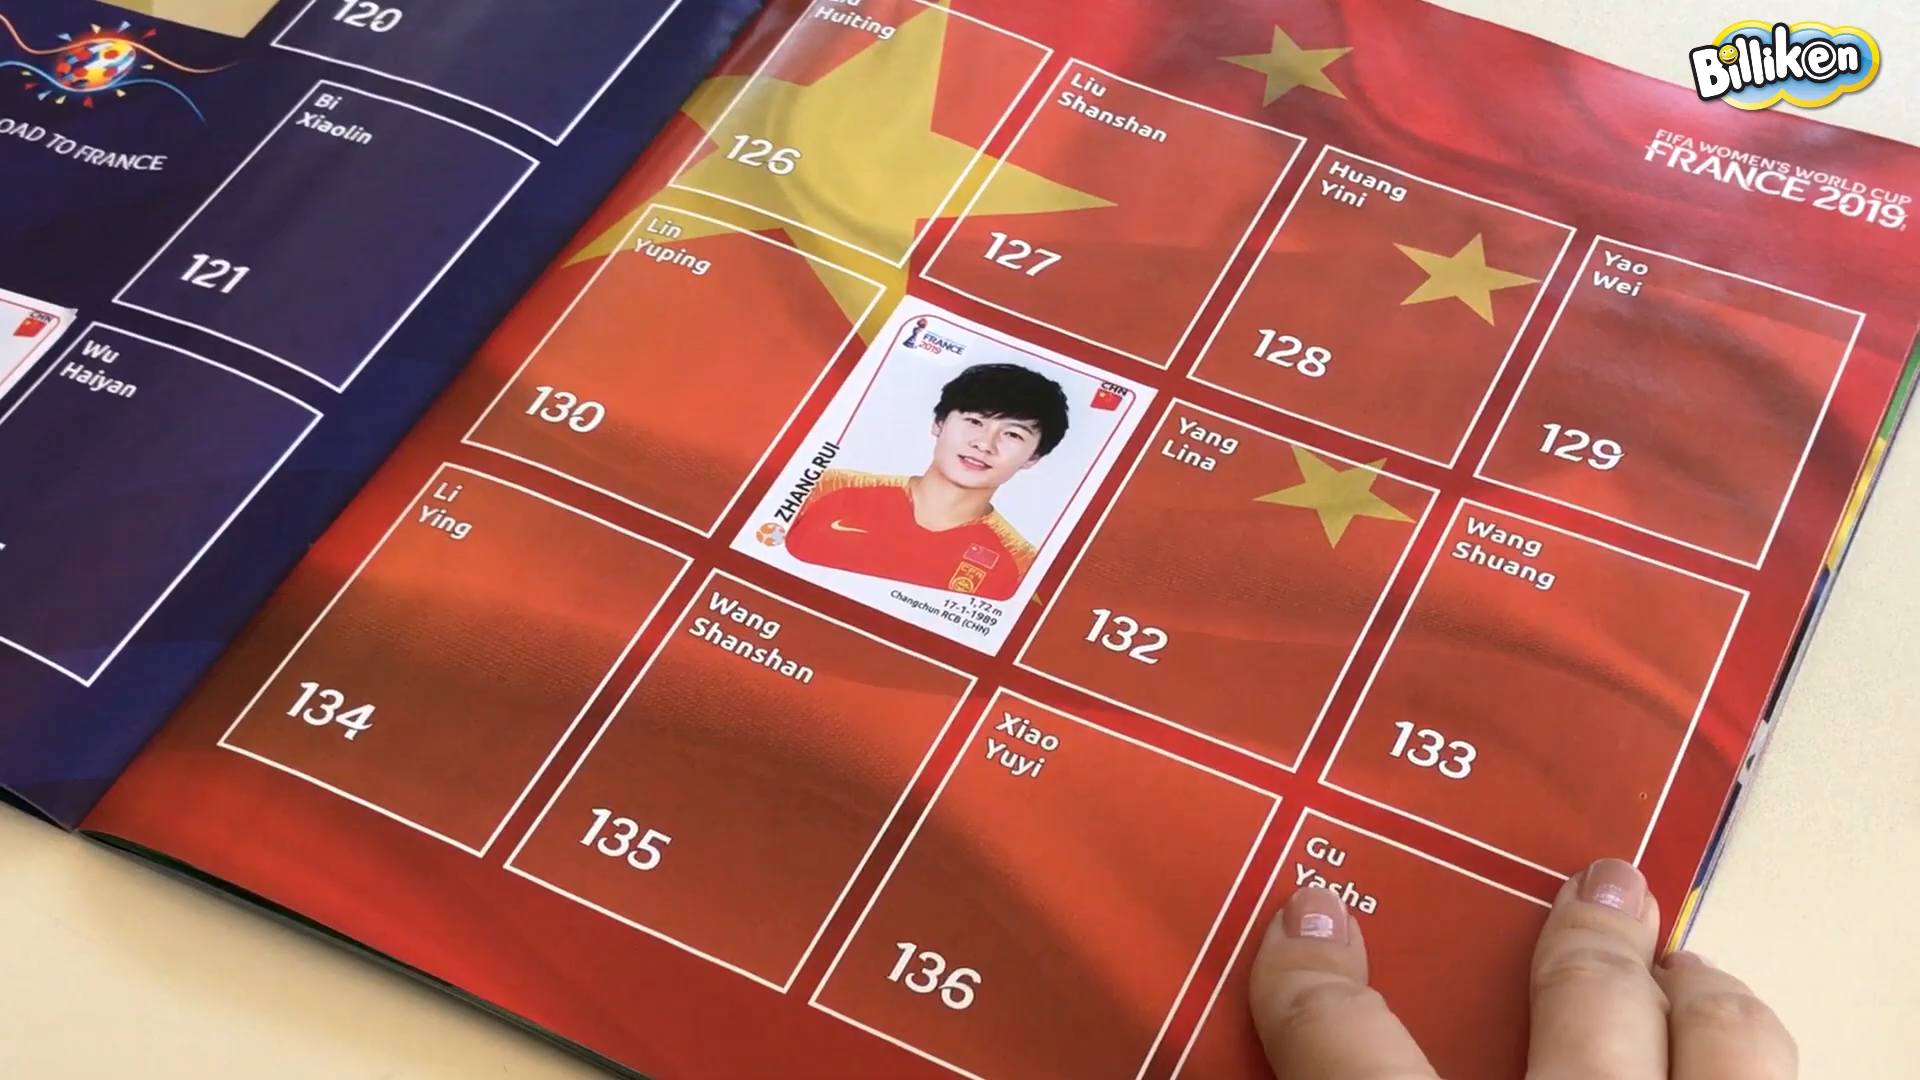 120
Bi
Xiaolin
121
Wu
Haiyan
OAD TO FRANCE
Billiken
FIFA WOMEN'S WORLD CUP
FRANCE 2019
Huiting
126
Liu
Shanshan
127
Huang
Yini
128
Yao
Wei
129
Lin
Yuping
130
FRANCE
2019
CHN
ZHANG RUI
CFA
1,72 m
17-1-1989
Changchun RCB (CHN)
Yang
Lina
132
Wang
Shuang
133
Li
Ying
134
Wang
Shanshan
135
Xiao
Yuyi
136
Gu
Yasha
CHN